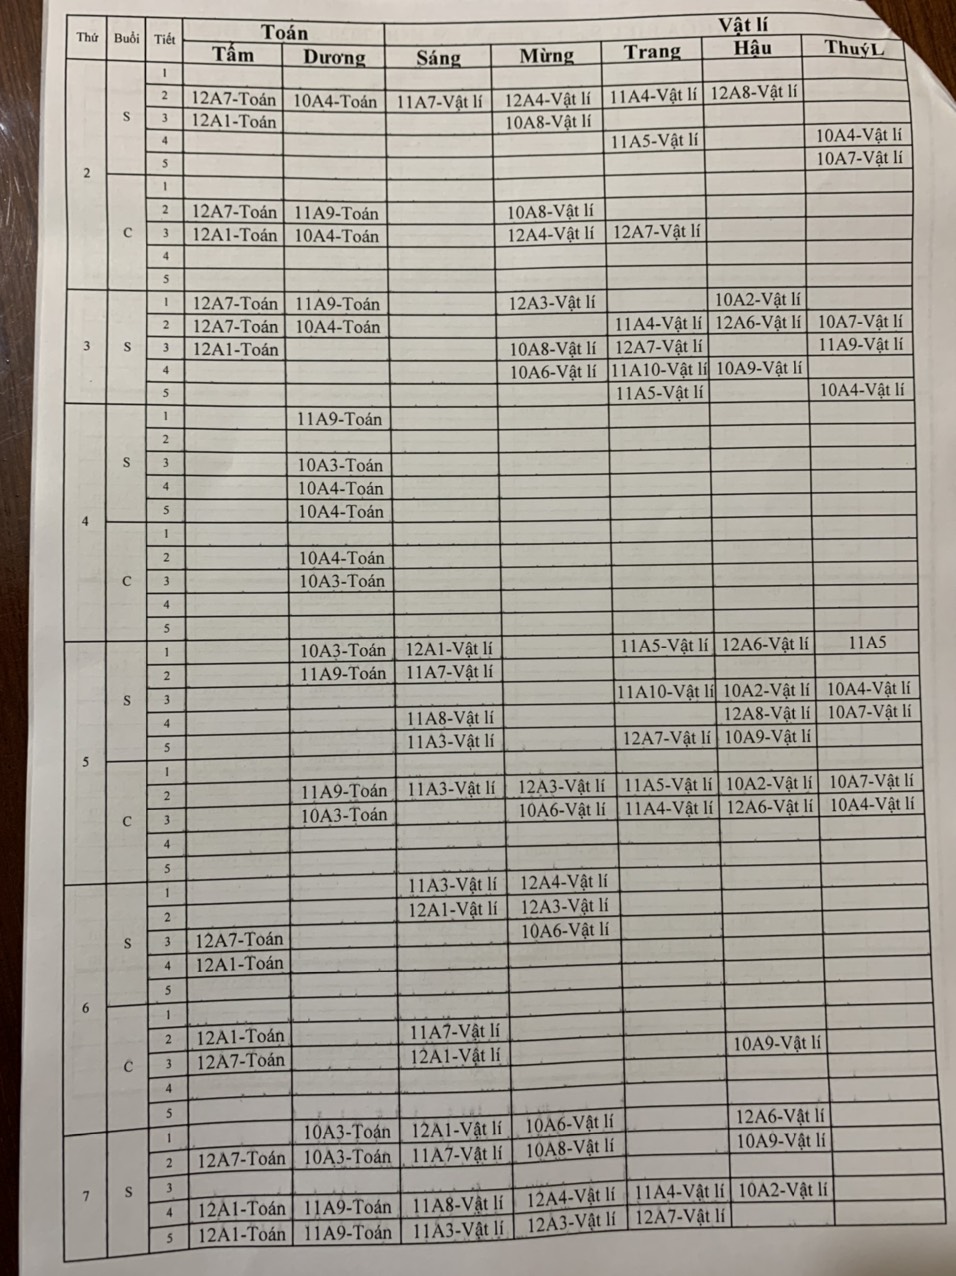 Thứ Buổi Tiết Toán Vật lí
Tấm Dương Sáng Mừng Trang Hậu ThuýL
2 S 1
2 12A7-Toán 10A4-Toán 11A7-Vật lí 12A4-Vật lí 11A4-Vật lí 12A8-Vật lí
3 12A1-Toán 10A8-Vật lí
4 11A5-Vật lí 10A4-Vật lí
5 10A7-Vật lí
C 1
2 12A7-Toán 11A9-Toán 10A8-Vật lí
3 12A1-Toán 10A4-Toán 12A4-Vật lí 12A7-Vật lí
4
5
3 S 1 12A7-Toán 11A9-Toán 12A3-Vật lí 10A2-Vật lí
2 12A7-Toán 10A4-Toán 11A4-Vật lí 12A6-Vật lí 10A7-Vật lí
3 12A1-Toán 10A8-Vật lí 12A7-Vật lí 11A9-Vật lí
4 10A6-Vật lí 11A10-Vật lí 10A9-Vật lí
5 11A5-Vật lí 10A4-Vật lí
4 S 1 11A9-Toán
2
3 10A3-Toán
4 10A4-Toán
5 10A4-Toán
C 1
2 10A4-Toán
3 10A3-Toán
4
5
5 S 1 10A3-Toán 12A1-Vật lí 11A5-Vật lí 12A6-Vật lí 11A5
2 11A9-Toán 11A7-Vật lí
3 11A10-Vật lí 10A2-Vật lí 10A4-Vật lí
4 11A8-Vật lí 12A8-Vật lí 10A7-Vật lí
5 11A3-Vật lí 12A7-Vật lí 10A9-Vật lí
C 1
2 11A9-Toán 11A3-Vật lí 12A3-Vật lí 11A5-Vật lí 10A2-Vật lí 10A7-Vật lí
3 10A3-Toán 10A6-Vật lí 11A4-Vật lí 12A6-Vật lí 10A4-Vật lí
4
5
6 S 1 11A3-Vật lí 12A4-Vật lí
2 12A1-Vật lí 12A3-Vật lí
3 12A7-Toán 10A6-Vật lí
4 12A1-Toán
5
C 1
2 12A1-Toán 11A7-Vật lí
3 12A7-Toán 12A1-Vật lí 10A9-Vật lí
4
5
7 S 1 10A3-Toán 12A1-Vật lí 10A6-Vật lí 12A6-Vật lí
2 12A7-Toán 10A3-Toán 11A7-Vật lí 10A8-Vật lí 10A9-Vật lí
3
4 12A1-Toán 11A9-Toán 11A8-Vật lí 12A4-Vật lí 11A4-Vật lí 10A2-Vật lí
5 12A1-Toán 11A9-Toán 11A3-Vật lí 12A3-Vật lí 12A7-Vật lí